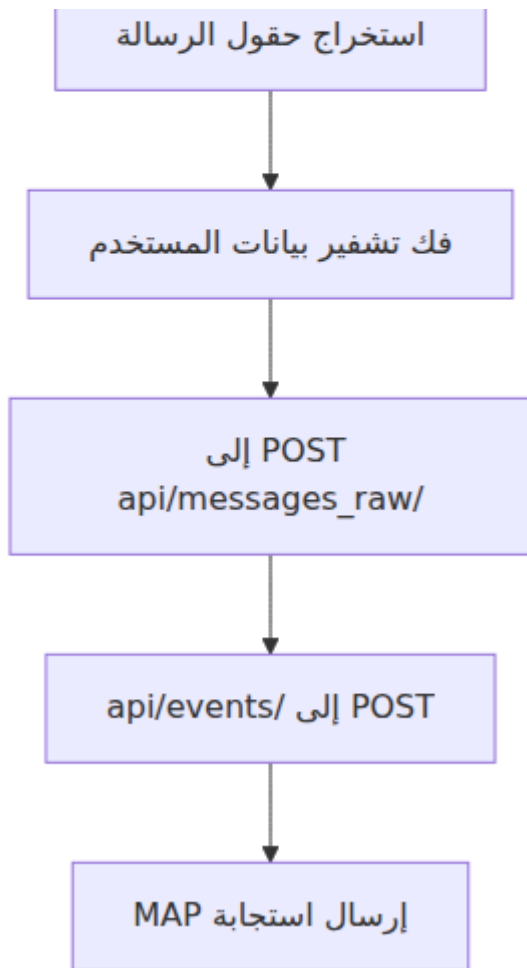 استخراج حقول الرسالة
فك تشفير بيانات المستخدم
POST إلى
api/messages_raw/
POST إلى api/events/
إرسال استجابة MAP